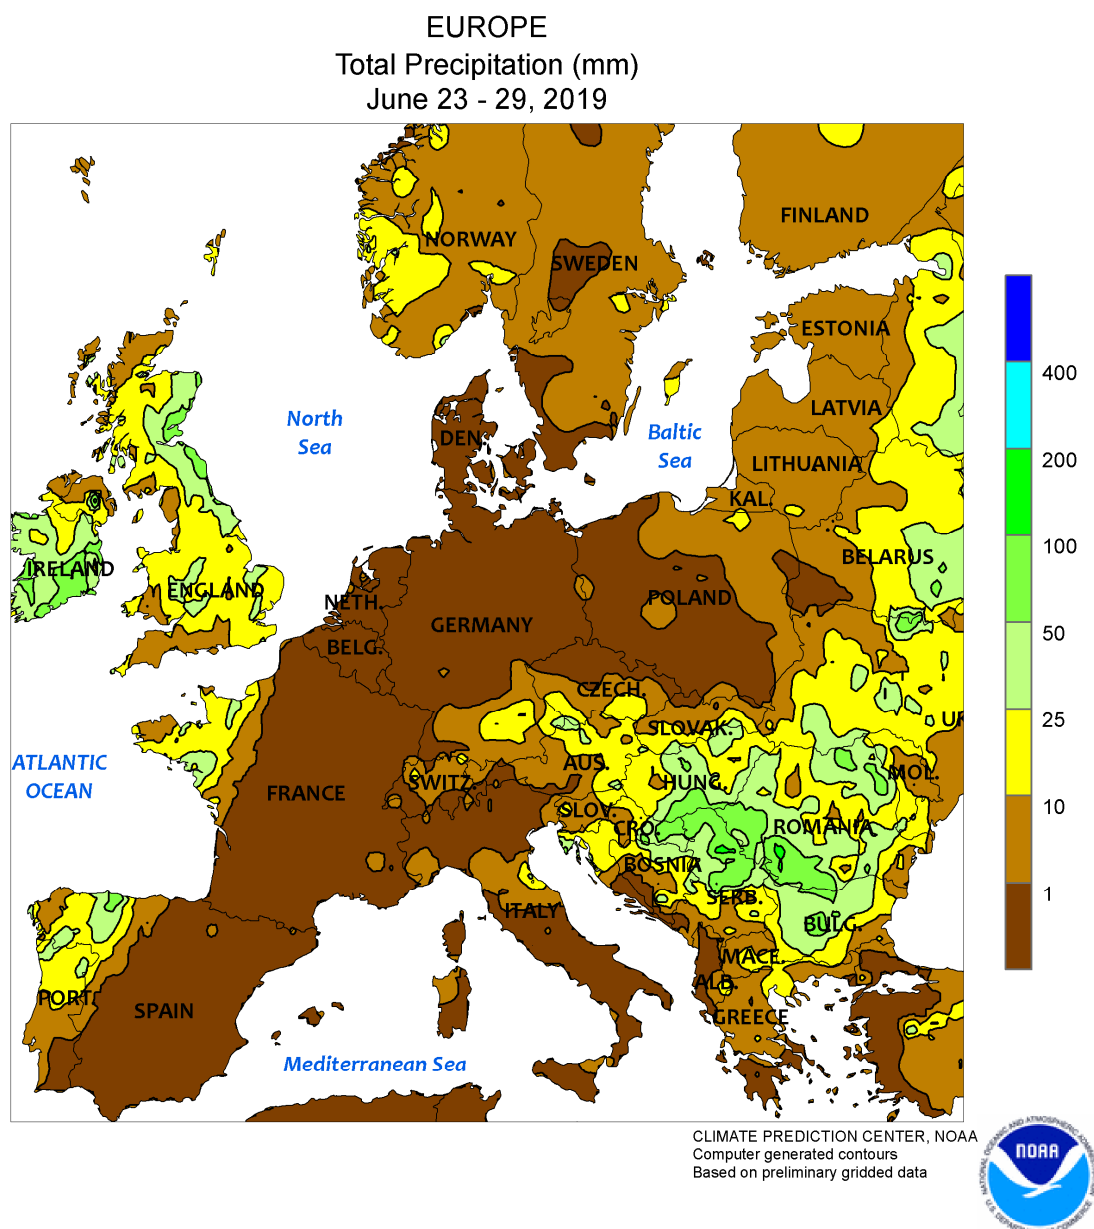 EUROPE
Total Precipitation (mm)
June 23 - 29, 2019
FINLAND
NORWAY
SWEDEN
ESTONIA
400
North
Sea
LATVIA
Baltic
Sea
DEN.
200
LITHUANIA
KAL.
100
IRELAND
BELARUS
ENGLAND
NETH.
POLAND
GERMANY
50
BELG.
CZECH.
25
UF
SLOVAK.
ATLANTIC
OCEAN
AUS.
MOL.
SWITZ.
HUNG.
FRANCE
10
SLOV.
CRO.
ROMANIA
BOSNIA
1
SERB.
ITALY
BULG.
MACE.
ALB.
PORT.
SPAIN
GREECE
Mediterranean Sea
CLIMATE PREDICTION CENTER, NOAA
Computer generated contours
Based on preliminary gridded data
NOAA